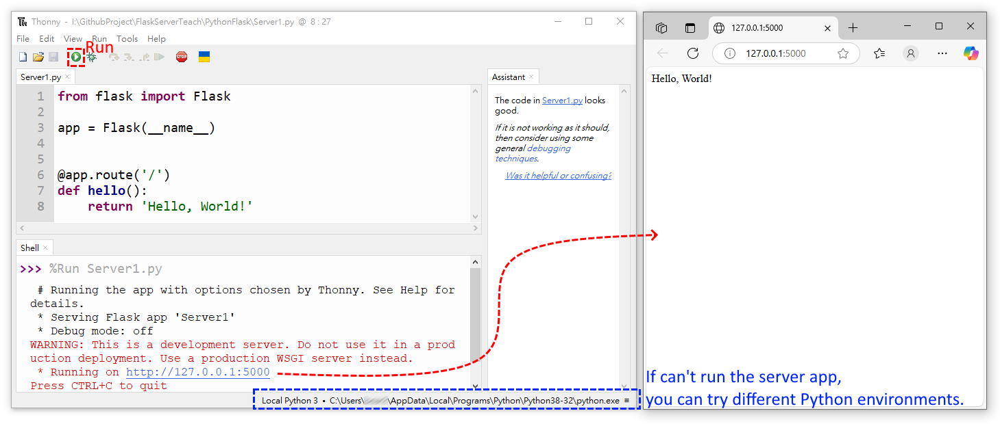 Thonny - I:\GithubProject\FlaskServerTeach\PythonFlask\Server1.py @ 8 : 27
File Edit View Run Tools Help
Run
STOP
Server1.py ×
1 from flask import Flask
2
3 app = Flask(__name__)
4
5
6 @app.route('/')
7 def hello():
8     return 'Hello, World!'
Assistant ×
The code in Server1.py looks
good.
If it is not working as it should,
then consider using some
general debugging
techniques.
Was it helpful or confusing?
Shell ×
>>> %Run Server1.py
# Running the app with options chosen by Thonny. See Help for
details.
* Serving Flask app 'Server1'
* Debug mode: off
WARNING: This is a development server. Do not use it in a prod
uction deployment. Use a production WSGI server instead.
* Running on http://127.0.0.1:5000
Press CTRL+C to quit
Local Python 3 • C:\Users\ \AppData\Local\Programs\Python\Python38-32\python.exe ≡
127.0.0.1:5000
127.0.0.1:5000
Hello, World!
If can't run the server app,
you can try different Python environments.